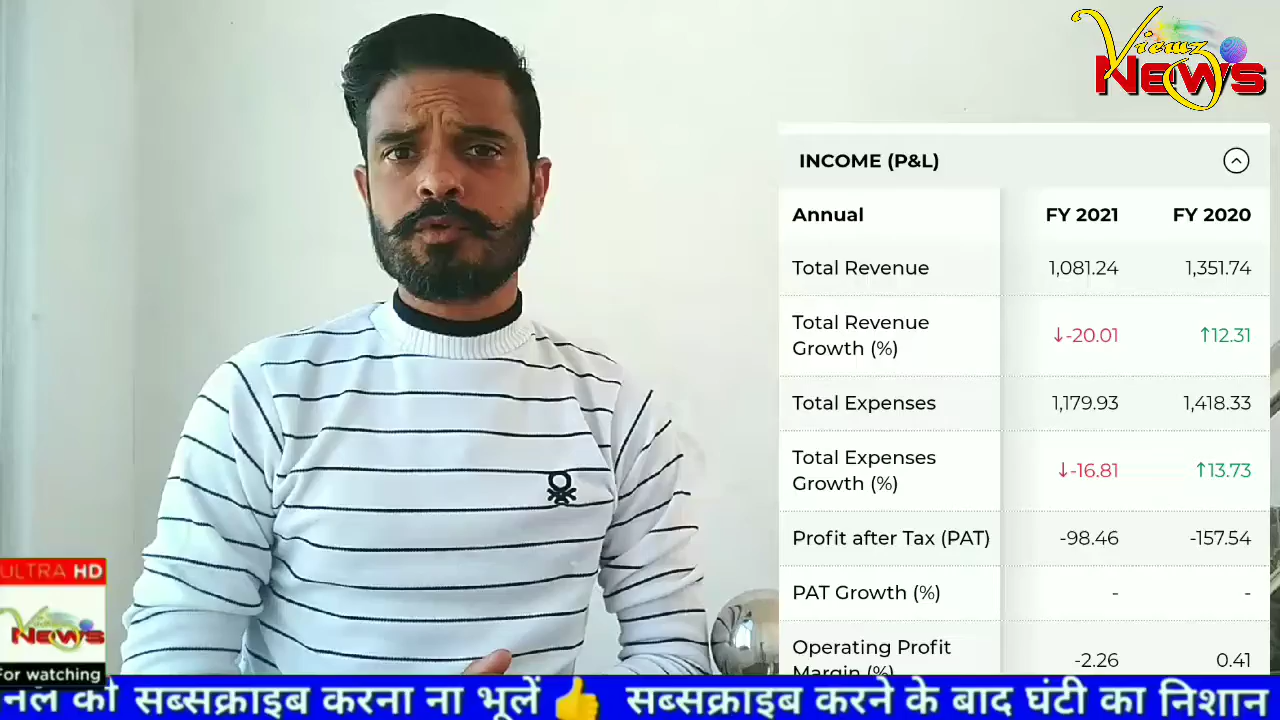 Viewz
NEWS
INCOME (P&L)
Annual FY 2021 FY 2020
Total Revenue 1,081.24 1,351.74
Total Revenue
Growth (%) ↓-20.01 ↑12.31
Total Expenses 1,179.93 1,418.33
Total Expenses
Growth (%) ↓-16.81 ↑13.73
Profit after Tax (PAT) -98.46 -157.54
PAT Growth (%) - -
Operating Profit
Margin (%) -2.26 0.41
ULTRA HD
NEWS
For watching
को सब्सक्राइब करना ना भूलें 👍 सब्सक्राइब करने के बाद घंटी का निशान